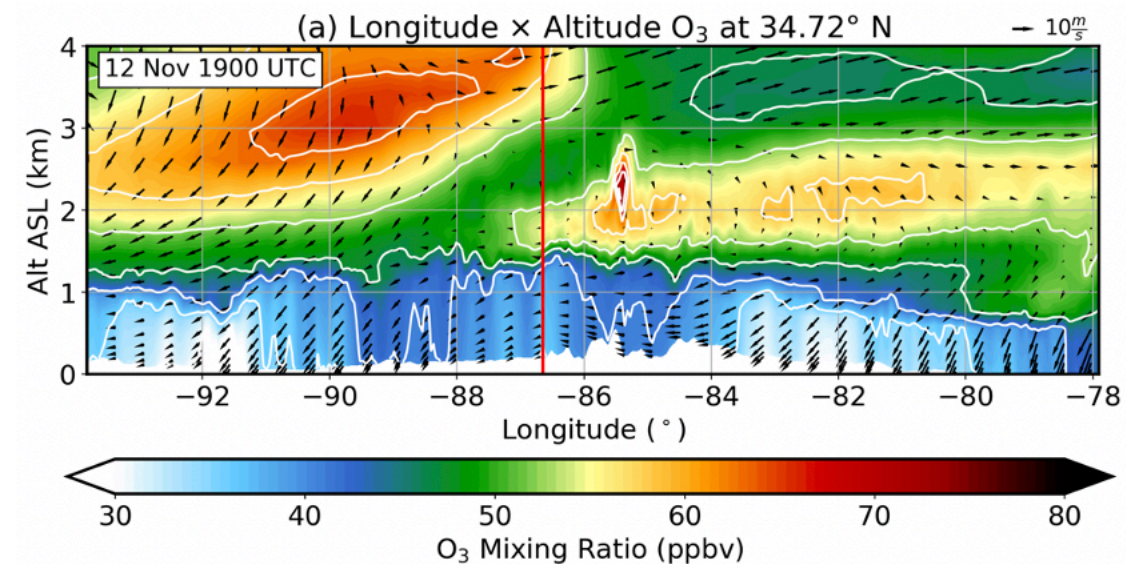 (a) Longitude × Altitude O₃ at 34.72° N
10 m/s
12 Nov 1900 UTC
4
3
2
1
0
Alt ASL (km)
−92 −90 −88 −86 −84 −82 −80 −78
Longitude (°)
30 40 50 60 70 80
O₃ Mixing Ratio (ppbv)